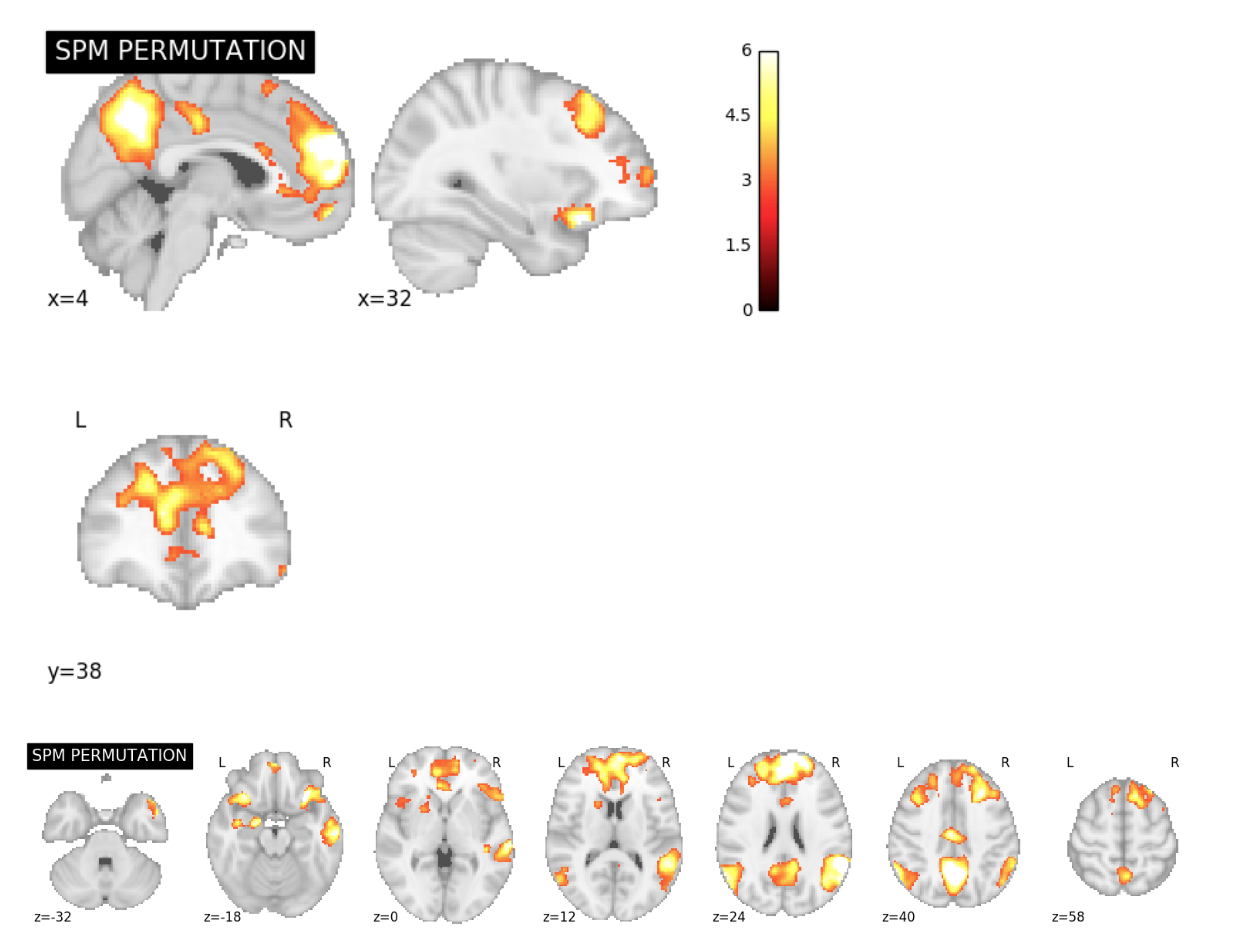 SPM PERMUTATION
6
4.5
3
1.5
0
x=4 x=32
L R
y=38
SPM PERMUTATION
L R L R L R L R L R L R
z=-32 z=-18 z=0 z=12 z=24 z=40 z=58